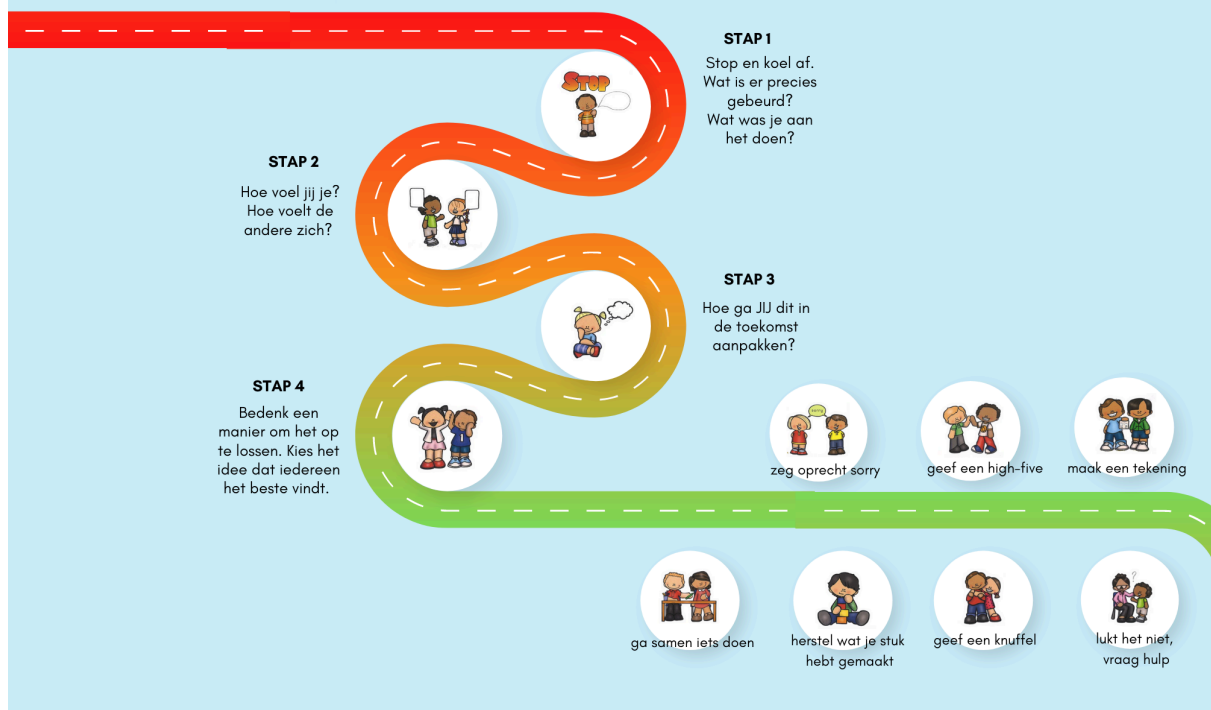 STAP 1
Stop en koel af.
Wat is er precies
gebeurd?
Wat was je aan
het doen?
STOP
STAP 2
Hoe voel jij je?
Hoe voelt de
andere zich?
STAP 3
Hoe ga JIJ dit in
de toekomst
aanpakken?
STAP 4
Bedenk een
manier om het op
te lossen. Kies het
idee dat iedereen
het beste vindt.
sorry
zeg oprecht sorry
geef een high-five
maak een tekening
?
ga samen iets doen
herstel wat je stuk
hebt gemaakt
geef een knuffel
lukt het niet,
vraag hulp